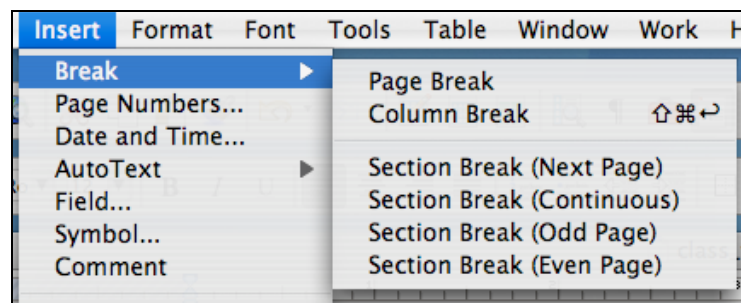 Insert Format Font Tools Table Window Work H
Break
Page Numbers...
Date and Time...
AutoText
Field...
Symbol...
Comment
Page Break
Column Break ⇧⌘↩
Section Break (Next Page)
Section Break (Continuous)
Section Break (Odd Page)
Section Break (Even Page)